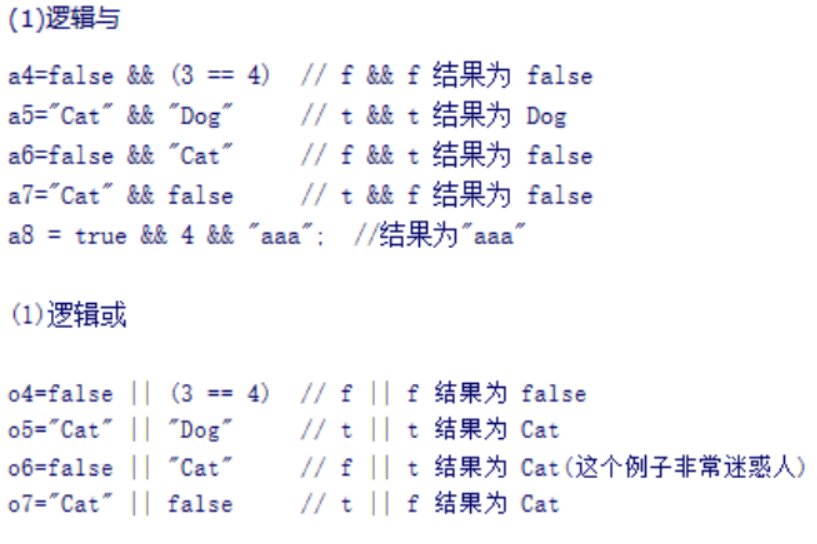 (1)逻辑与
a4=false && (3 == 4)  // f && f 结果为 false
a5="Cat" && "Dog"     // t && t 结果为 Dog
a6=false && "Cat"     // f && t 结果为 false
a7="Cat" && false     // t && f 结果为 false
a8 = true && 4 && "aaa";  //结果为"aaa"
(1)逻辑或
o4=false || (3 == 4)  // f || f 结果为 false
o5="Cat" || "Dog"     // t || t 结果为 Cat
o6=false || "Cat"     // f || t 结果为 Cat(这个例子非常迷惑人)
o7="Cat" || false     // t || f 结果为 Cat